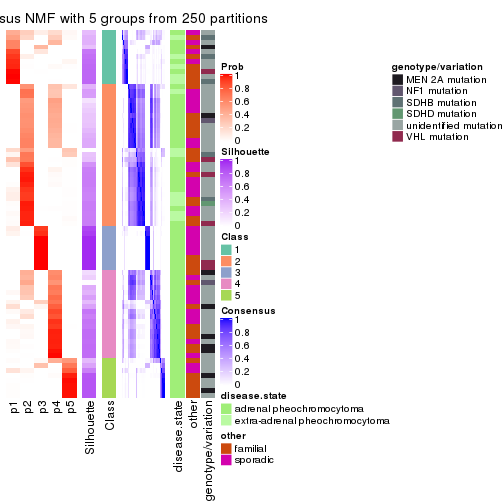 sus NMF with 5 groups from 250 partitions
Prob
1
0.8
0.6
0.4
0.2
0
Silhouette
1
0.8
0.6
0.4
0.2
0
Class
1
2
3
4
5
Consensus
1
0.8
0.6
0.4
0.2
0
disease.state
adrenal pheochromocytoma
extra-adrenal pheochromocytoma
other
familial
sporadic
genotype/variation
MEN 2A mutation
NF1 mutation
SDHB mutation
SDHD mutation
unidentified mutation
VHL mutation
p1
p2
p3
p4
p5
Silhouette
Class
disease.state
other
genotype/variation